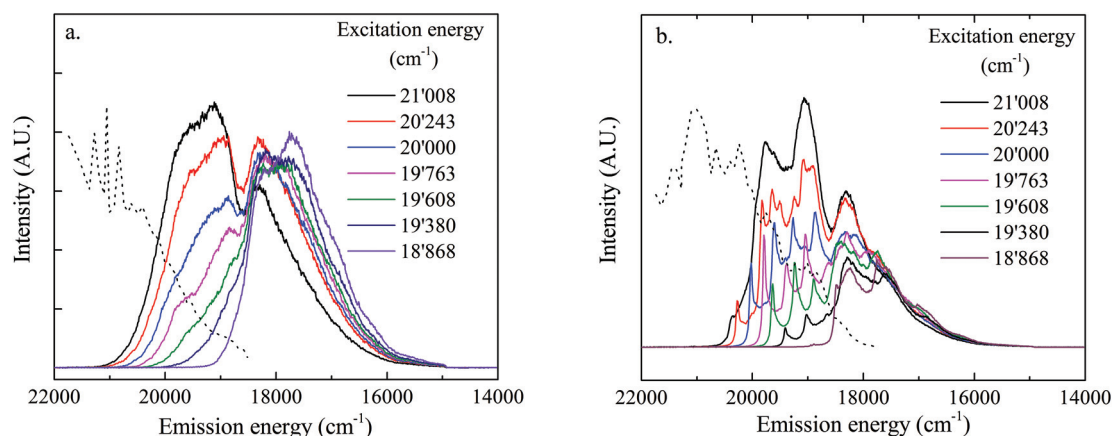 a.
Excitation energy
(cm⁻¹)
21'008
20'243
20'000
19'763
19'608
19'380
18'868
Intensity (A.U.)
22000 20000 18000 16000 14000
Emission energy (cm⁻¹)
b.
Excitation energy
(cm⁻¹)
21'008
20'243
20'000
19'763
19'608
19'380
18'868
Intensity (A.U.)
22000 20000 18000 16000 14000
Emission energy (cm⁻¹)